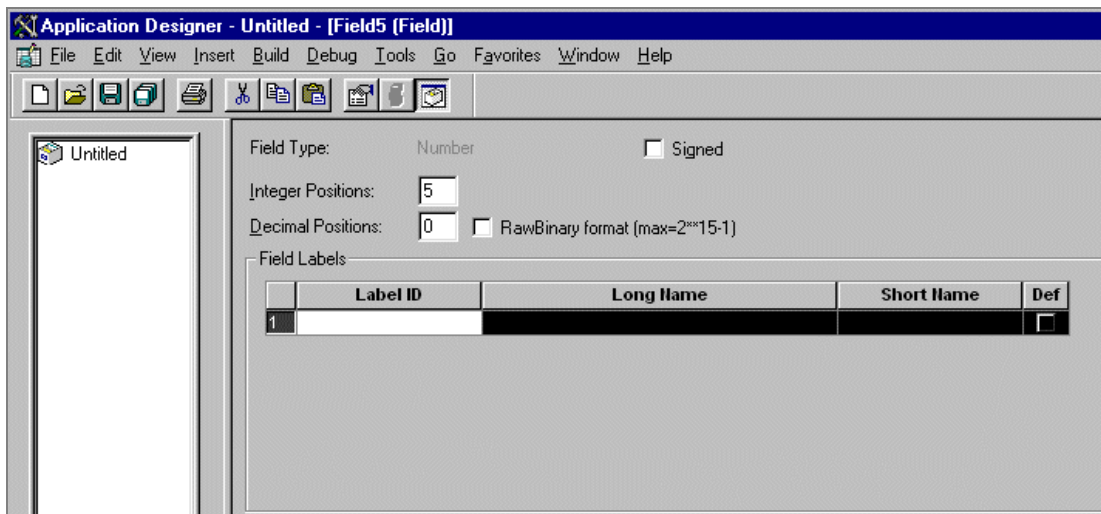 Application Designer - Untitled - [Field5 (Field)]
File Edit View Insert Build Debug Tools Go Favorites Window Help
Untitled
Field Type: Number Signed
Integer Positions: 5
Decimal Positions: 0 RawBinary format (max=2**15-1)
Field Labels
Label ID Long Name Short Name Def
1